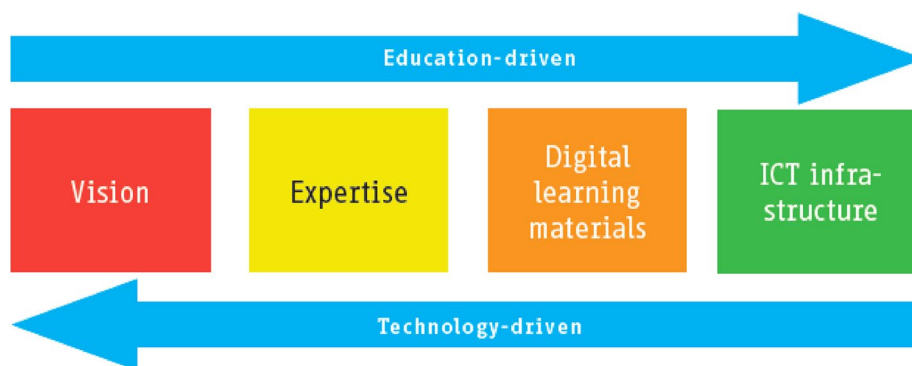 Education-driven
Vision
Expertise
Digital
learning
materials
ICT infra-
structure
Technology-driven